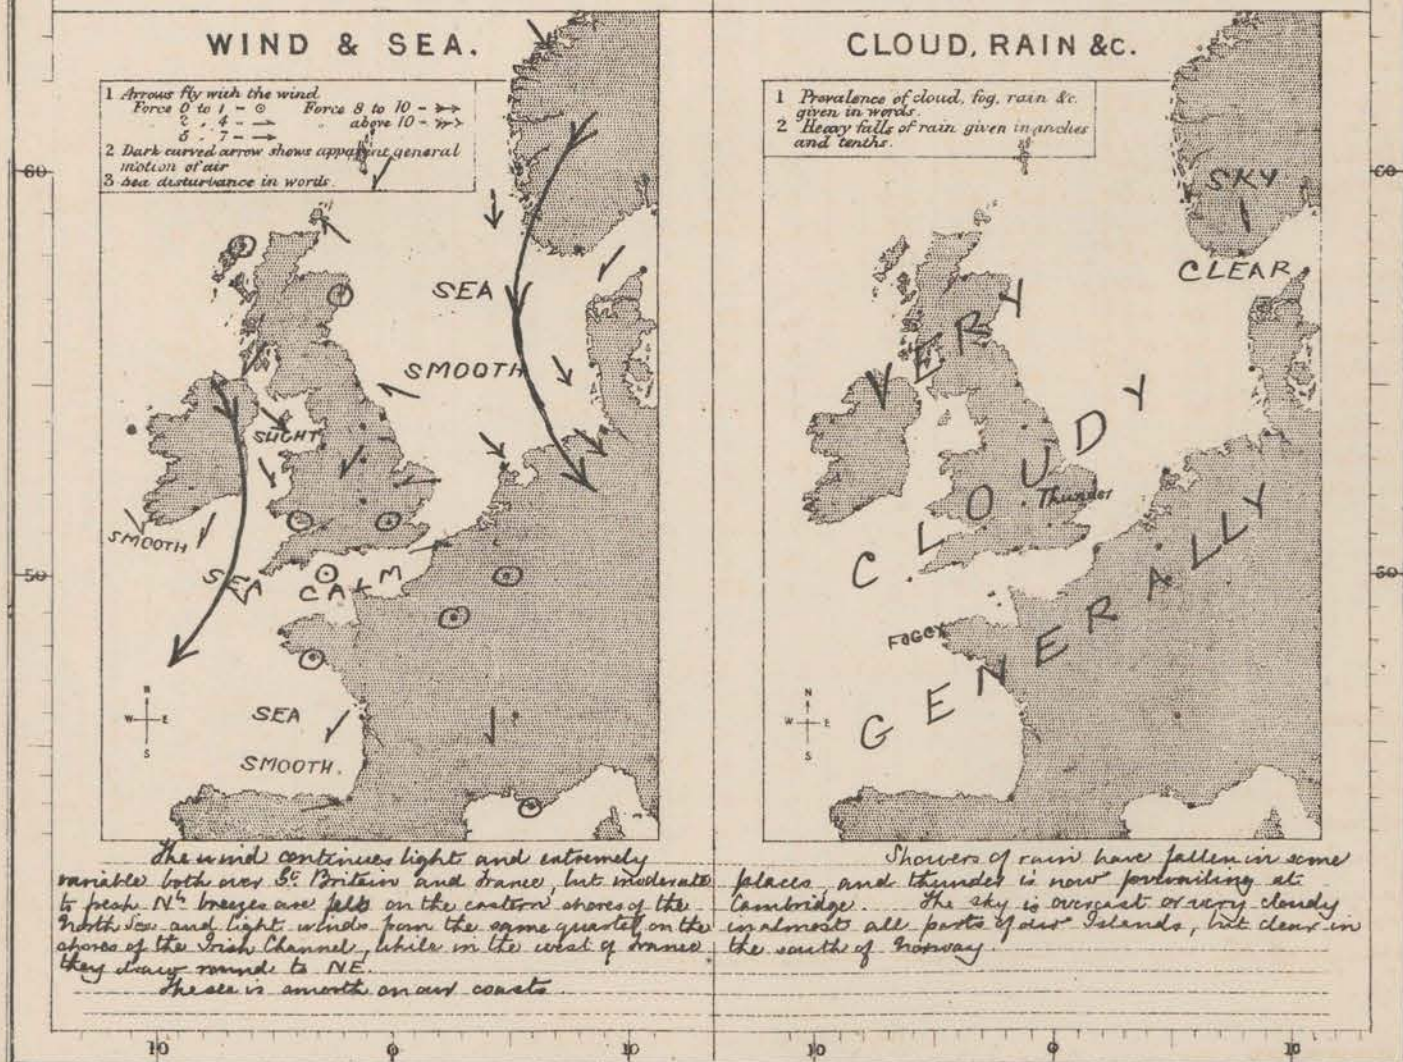 WIND & SEA.
1 Arrows fly with the wind
Force 0 to 1 - ⊙ Force 8 to 10 - ➳
2 „ 4 - → „ above 10 - ➳
5 „ 7 - →
2 Dark curved arrow shows apparent general
motion of air
3 Sea disturbance in words.
60
SEA
SMOOTH
SLIGHT
SMOOTH
50
SEA
CALM
N
W E
S
SEA
SMOOTH.
The wind continues light and extremely
variable both over Gt Britain and France, but moderate
to fresh Nly breezes are felt on the eastern shores of the
North Sea and light winds from the same quarter on the
shores of the Irish Channel, while in the west of France
they draw round to NE.
The sea is smooth on our coasts.
10 0 10
CLOUD, RAIN &c.
1 Prevalence of cloud, fog, rain &c.
given in words.
2 Heavy falls of rain given in inches
and tenths.
60
SKY
CLEAR
VERY
CLOUDY
Thunder
50
FOGGY
GENERALLY
N
W E
S
Showers of rain have fallen in some
places, and thunder is now prevailing at
Cambridge. The sky is overcast or very cloudy
in almost all parts of our Islands, but clear in
the south of Norway
10 0 10